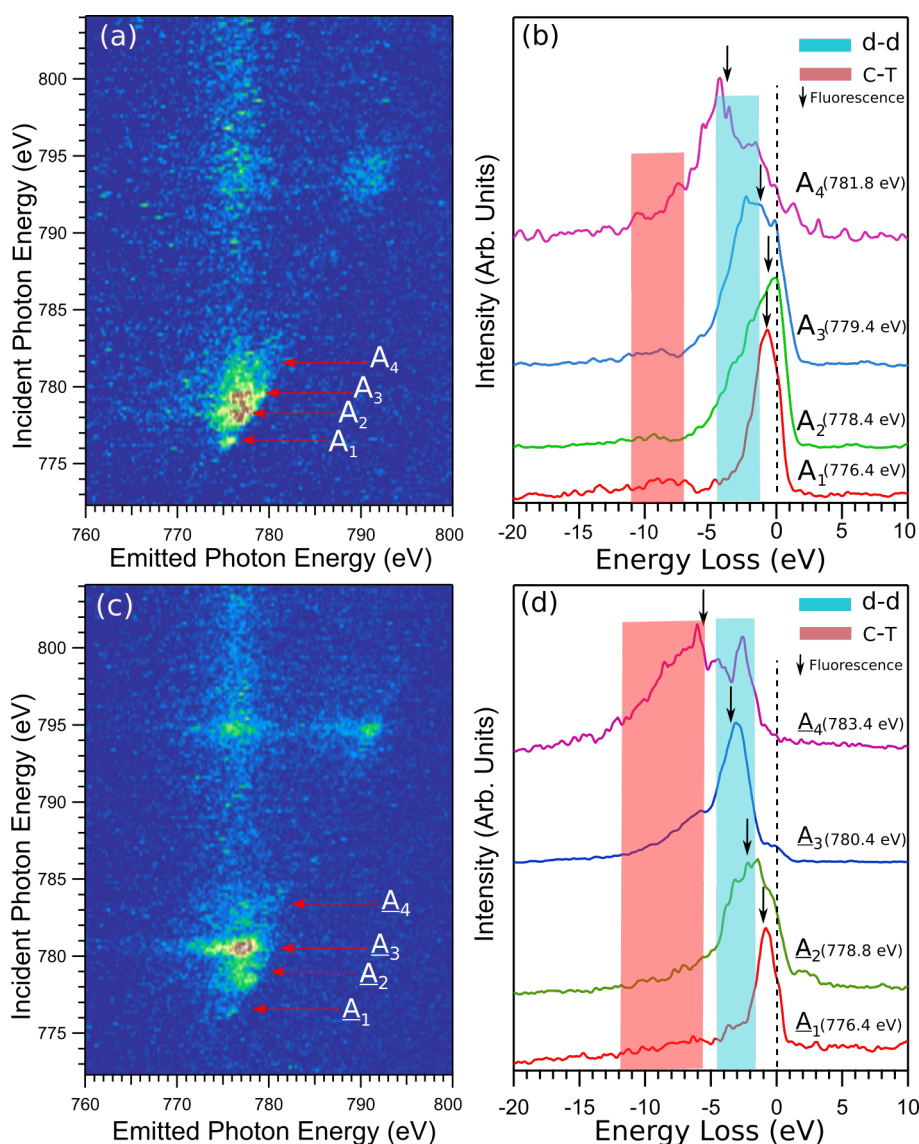 (a)
Incident Photon Energy (eV)
800
795
790
785
780
775
A4
A3
A2
A1
760 770 780 790 800
Emitted Photon Energy (eV)
(b)
d-d
C-T
Fluorescence
Intensity (Arb. Units)
A4(781.8 eV)
A3(779.4 eV)
A2(778.4 eV)
A1(776.4 eV)
-20 -15 -10 -5 0 5 10
Energy Loss (eV)
(c)
Incident Photon Energy (eV)
800
795
790
785
780
775
A4
A3
A2
A1
760 770 780 790 800
Emitted Photon Energy (eV)
(d)
d-d
C-T
Fluorescence
Intensity (Arb. Units)
A4(783.4 eV)
A3(780.4 eV)
A2(778.8 eV)
A1(776.4 eV)
-20 -15 -10 -5 0 5 10
Energy Loss (eV)